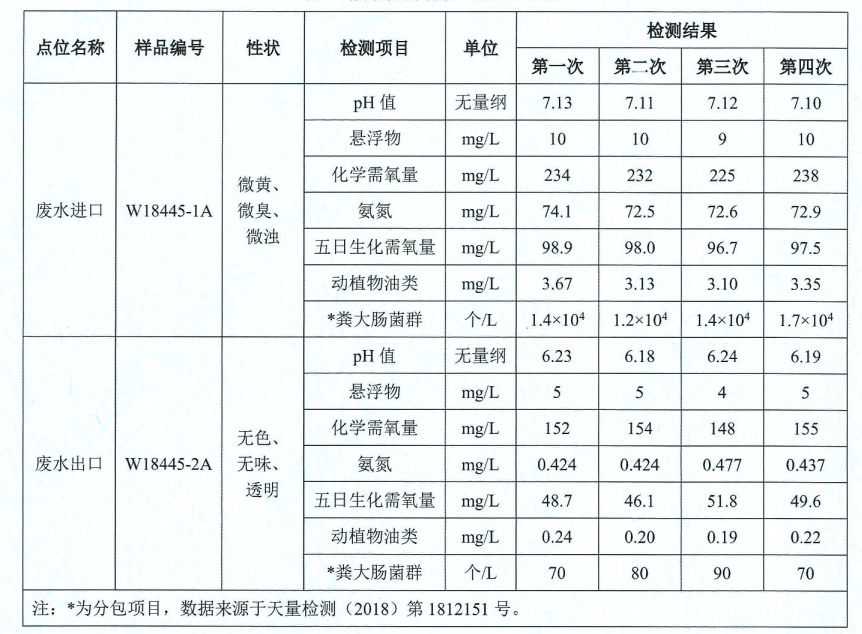 点位名称 样品编号 性状 检测项目 单位 检测结果
第一次 第二次 第三次 第四次
废水进口 W18445-1A 微黄、微臭、微浊 pH 值 无量纲 7.13 7.11 7.12 7.10
悬浮物 mg/L 10 10 9 10
化学需氧量 mg/L 234 232 225 238
氨氮 mg/L 74.1 72.5 72.6 72.9
五日生化需氧量 mg/L 98.9 98.0 96.7 97.5
动植物油类 mg/L 3.67 3.13 3.10 3.35
*粪大肠菌群 个/L 1.4×10⁴ 1.2×10⁴ 1.4×10⁴ 1.7×10⁴
废水出口 W18445-2A 无色、无味、透明 pH 值 无量纲 6.23 6.18 6.24 6.19
悬浮物 mg/L 5 5 4 5
化学需氧量 mg/L 152 154 148 155
氨氮 mg/L 0.424 0.424 0.477 0.437
五日生化需氧量 mg/L 48.7 46.1 51.8 49.6
动植物油类 mg/L 0.24 0.20 0.19 0.22
*粪大肠菌群 个/L 70 80 90 70
注：*为分包项目，数据来源于天量检测（2018）第 1812151 号。